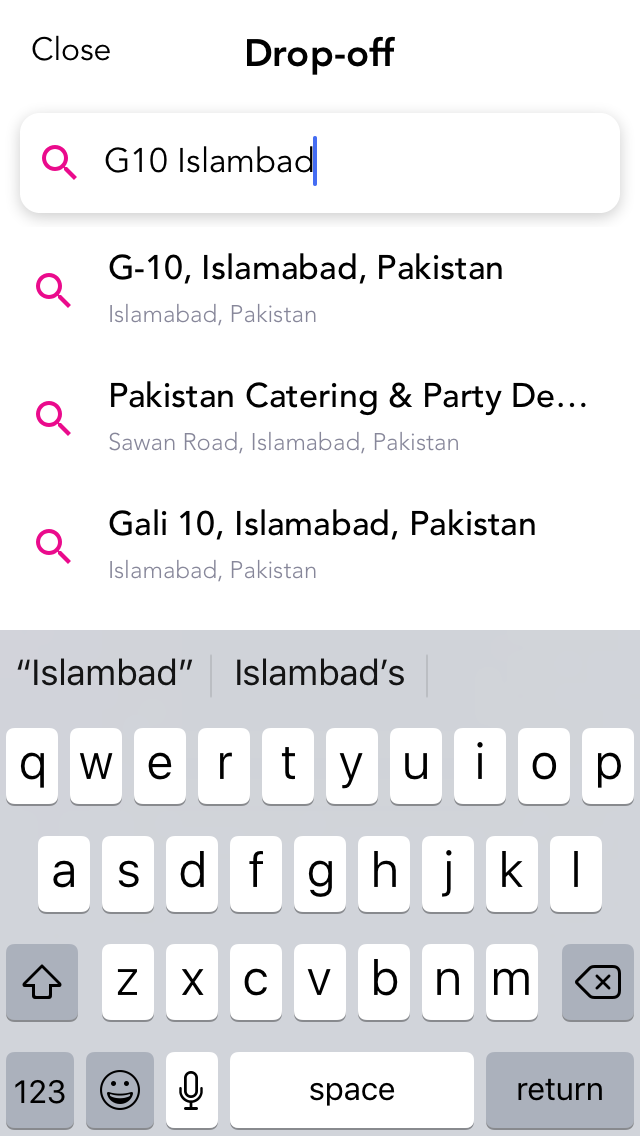 Close
Drop-off
G10 Islambad
G-10, Islamabad, Pakistan
Islamabad, Pakistan
Pakistan Catering & Party De...
Sawan Road, Islamabad, Pakistan
Gali 10, Islamabad, Pakistan
Islamabad, Pakistan
“Islambad” Islambad’s
q w e r t y u i o p
a s d f g h j k l
z x c v b n m
123 space return